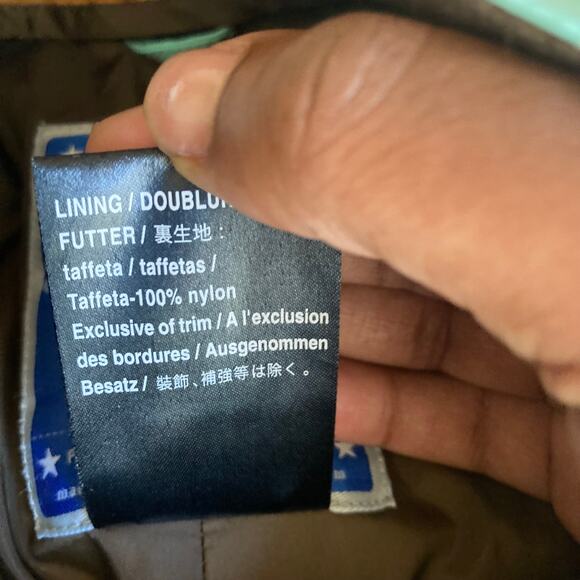 LINING / DOUBLU
FUTTER / 裏生地 :
taffeta / taffetas /
Taffeta-100% nylon
Exclusive of trim / A l'exclusion
des bordures / Ausgenommen
Besatz / 裝飾、補強等は除く。